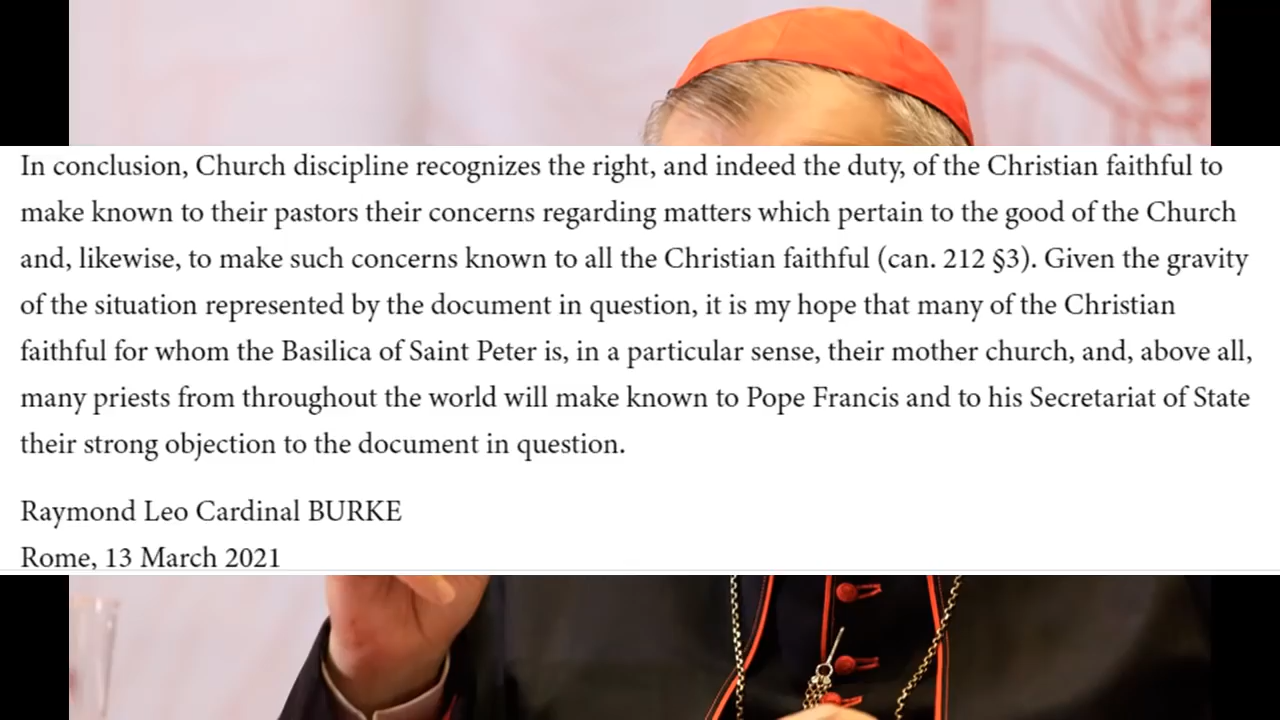 In conclusion, Church discipline recognizes the right, and indeed the duty, of the Christian faithful to
make known to their pastors their concerns regarding matters which pertain to the good of the Church
and, likewise, to make such concerns known to all the Christian faithful (can. 212 §3). Given the gravity
of the situation represented by the document in question, it is my hope that many of the Christian
faithful for whom the Basilica of Saint Peter is, in a particular sense, their mother church, and, above all,
many priests from throughout the world will make known to Pope Francis and to his Secretariat of State
their strong objection to the document in question.
Raymond Leo Cardinal BURKE
Rome, 13 March 2021